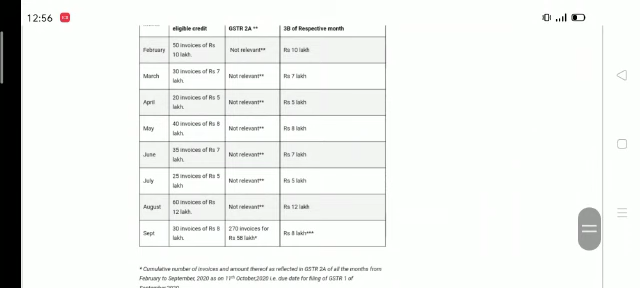 12:56
eligible credit GSTR 2A ** 3B of Respective month
February 50 invoices of Rs 10 lakh. Not relevant** Rs 10 lakh
March 30 invoices of Rs 7 lakh. Not relevant** Rs 7 lakh
April 20 invoices of Rs 5 lakh. Not relevant** Rs 5 lakh
May 40 invoices of Rs 8 lakh. Not relevant** Rs 8 lakh
June 35 invoices of Rs 7 lakh. Not relevant** Rs 7 lakh
July 25 invoices of Rs 5 lakh Not relevant** Rs 5 lakh
August 60 invoices of Rs 12 lakh. Not relevant** Rs 12 lakh
Sept 30 invoices of Rs 8 lakh. 270 invoices for Rs 58 lakh* Rs 8 lakh***
* Cumulative number of invoices and amount thereof as reflected in GSTR 2A of all the months from
February to September, 2020 as on 11th October,2020 i.e. due date for filing of GSTR 1 of
September 2020